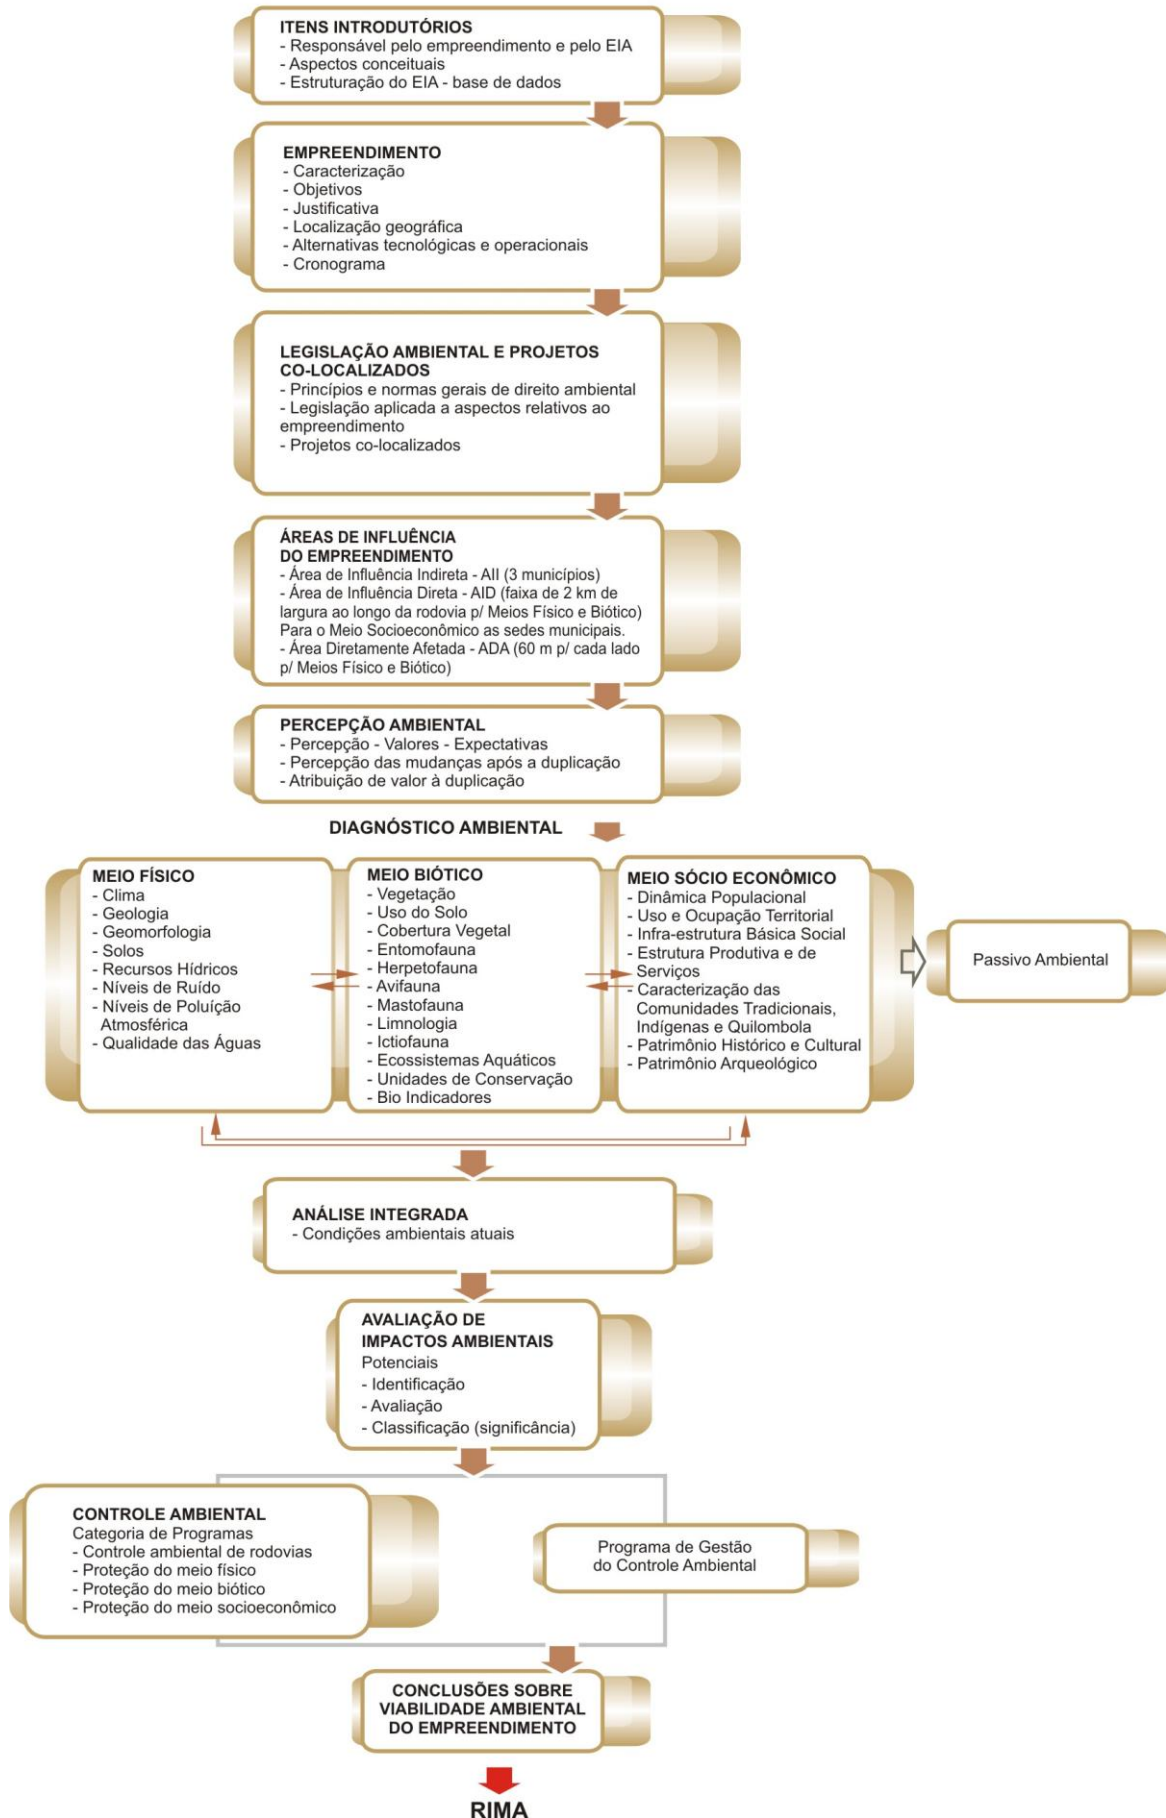 ITENS INTRODUTÓRIOS
- Responsável pelo empreendimento e pelo EIA
- Aspectos conceituais
- Estruturação do EIA - base de dados
EMPREENDIMENTO
- Caracterização
- Objetivos
- Justificativa
- Localização geográfica
- Alternativas tecnológicas e operacionais
- Cronograma
LEGISLAÇÃO AMBIENTAL E PROJETOS
CO-LOCALIZADOS
- Princípios e normas gerais de direito ambiental
- Legislação aplicada a aspectos relativos ao
empreendimento
- Projetos co-localizados
ÁREAS DE INFLUÊNCIA
DO EMPREENDIMENTO
- Área de Influência Indireta - AII (3 municípios)
- Área de Influência Direta - AID (faixa de 2 km de
largura ao longo da rodovia p/ Meios Físico e Biótico)
Para o Meio Socioeconômico as sedes municipais.
- Área Diretamente Afetada - ADA (60 m p/ cada lado
p/ Meios Físico e Biótico)
PERCEPÇÃO AMBIENTAL
- Percepção - Valores - Expectativas
- Percepção das mudanças após a duplicação
- Atribuição de valor à duplicação
DIAGNÓSTICO AMBIENTAL
MEIO FÍSICO
- Clima
- Geologia
- Geomorfologia
- Solos
- Recursos Hídricos
- Níveis de Ruído
- Níveis de Poluíção
Atmosférica
- Qualidade das Águas
MEIO BIÓTICO
- Vegetação
- Uso do Solo
- Cobertura Vegetal
- Entomofauna
- Herpetofauna
- Avifauna
- Mastofauna
- Limnologia
- Ictiofauna
- Ecossistemas Aquáticos
- Unidades de Conservação
- Bio Indicadores
MEIO SÓCIO ECONÔMICO
- Dinâmica Populacional
- Uso e Ocupação Territorial
- Infra-estrutura Básica Social
- Estrutura Produtiva e de
Serviços
- Caracterização das
Comunidades Tradicionais,
Indígenas e Quilombola
- Patrimônio Histórico e Cultural
- Patrimônio Arqueológico
Passivo Ambiental
ANÁLISE INTEGRADA
- Condições ambientais atuais
AVALIAÇÃO DE
IMPACTOS AMBIENTAIS
Potenciais
- Identificação
- Avaliação
- Classificação (significância)
CONTROLE AMBIENTAL
Categoria de Programas
- Controle ambiental de rodovias
- Proteção do meio físico
- Proteção do meio biótico
- Proteção do meio socioeconômico
Programa de Gestão
do Controle Ambiental
CONCLUSÕES SOBRE
VIABILIDADE AMBIENTAL
DO EMPREENDIMENTO
RIMA